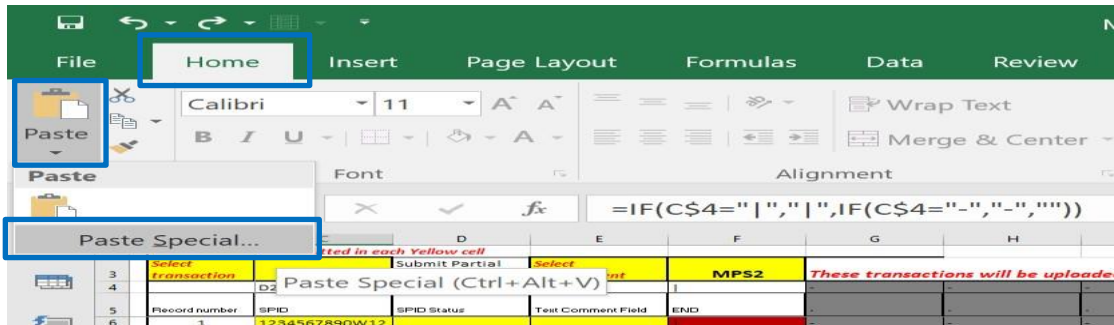 N
File Home Insert Page Layout Formulas Data Review
Calibri 11 A A Wrap Text
Paste B I U A Merge & Center
Paste Font Alignment
fx =IF(C$4="|","|",IF(C$4="-","-",""))
Paste Special...
D E F G H
tted in each Yellow cell
3 Select transaction Submit Partial Select MPS2 These transactions will be uploade
Paste Special (Ctrl+Alt+V)
4 |
5 Record number SPID SPID Status Text Comment Field END
6 1 1234567890W12